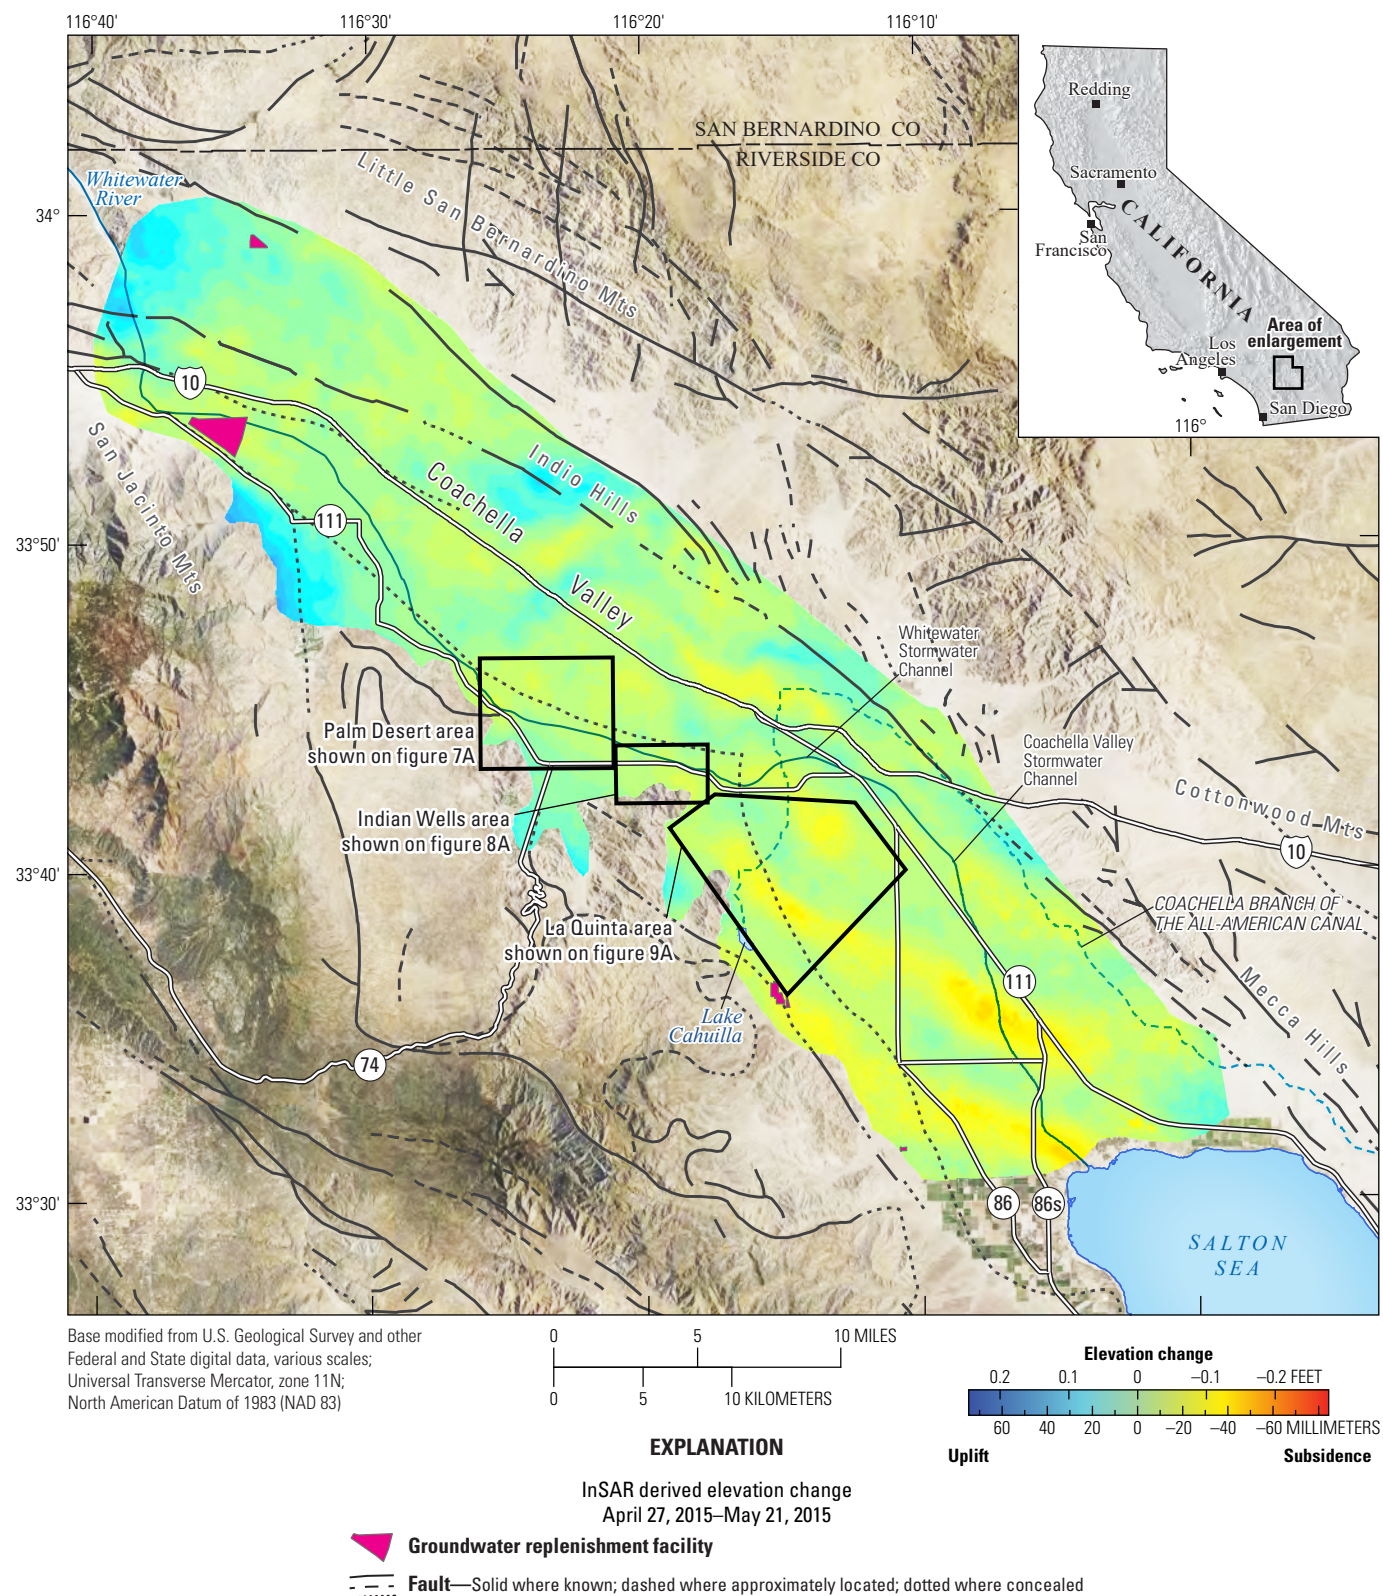 116°40'
116°30'
116°20'
116°10'
34°
33°50'
33°40'
33°30'
116°
SAN BERNARDINO CO
RIVERSIDE CO
Whitewater
River
Little San Bernardino Mts
10
San Jacinto Mts
111
Coachella
Valley
Indio Hills
Whitewater
Stormwater
Channel
Palm Desert area
shown on figure 7A
Coachella Valley
Stormwater
Channel
Cottonwood Mts
10
Indian Wells area
shown on figure 8A
COACHELLA BRANCH OF
THE ALL-AMERICAN CANAL
La Quinta area
shown on figure 9A
Mecca Hills
111
Lake
Cahuilla
74
86
86s
SALTON
SEA
Redding
Sacramento
San
Francisco
CALIFORNIA
Area of
enlargement
Los
Angeles
San Diego
Base modified from U.S. Geological Survey and other
Federal and State digital data, various scales;
Universal Transverse Mercator, zone 11N;
North American Datum of 1983 (NAD 83)
0 5 10 MILES
0 5 10 KILOMETERS
Elevation change
0.2 0.1 0 –0.1 –0.2 FEET
60 40 20 0 –20 –40 –60 MILLIMETERS
Uplift Subsidence
EXPLANATION
InSAR derived elevation change
April 27, 2015–May 21, 2015
Groundwater replenishment facility
Fault—Solid where known; dashed where approximately located; dotted where concealed